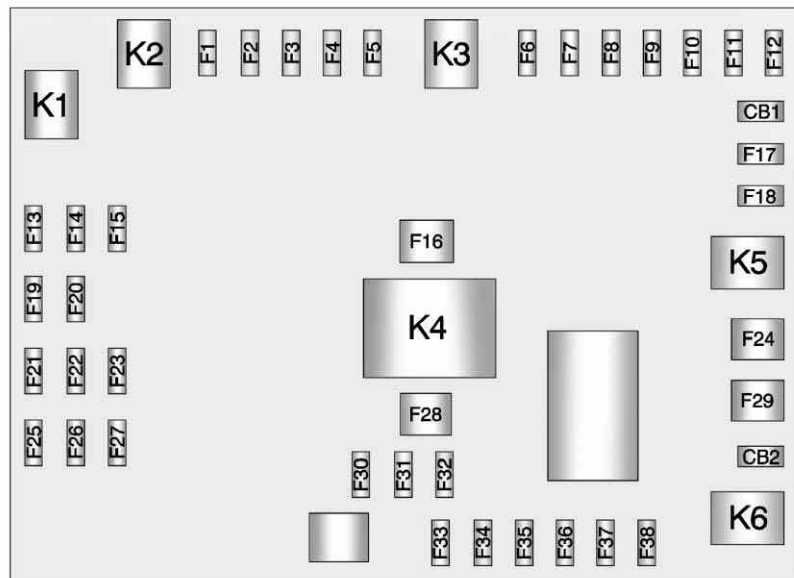 K2 F1 F2 F3 F4 F5 K3 F6 F7 F8 F9 F10 F11 F12
K1
CB1
F17
F18
F13 F14 F15
F16
K5
F19 F20
K4
F24
F21 F22 F23
F29
F28
F25 F26 F27
CB2
F30 F31 F32
K6
F33 F34 F35 F36 F37 F38